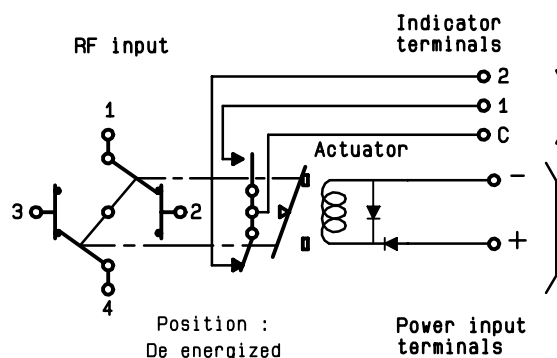 RF input
Indicator
terminals
2
1
C
Actuator
1
3
2
4
-
+
Position :
De energized
Power input
terminals